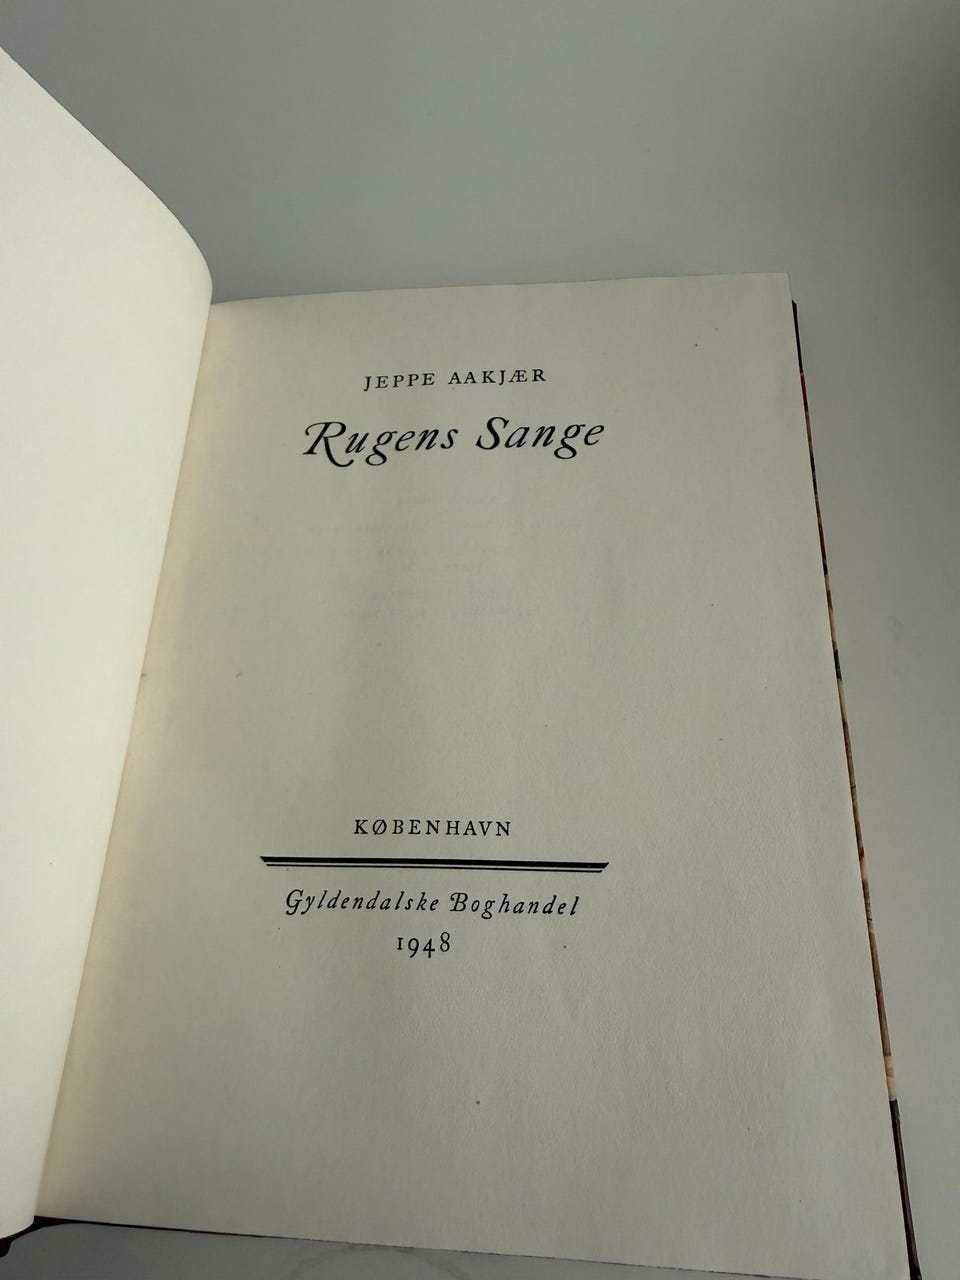 JEPPE AAKJÆR
Rugens Sange
KØBENHAVN
Gyldendalske Boghandel
1948